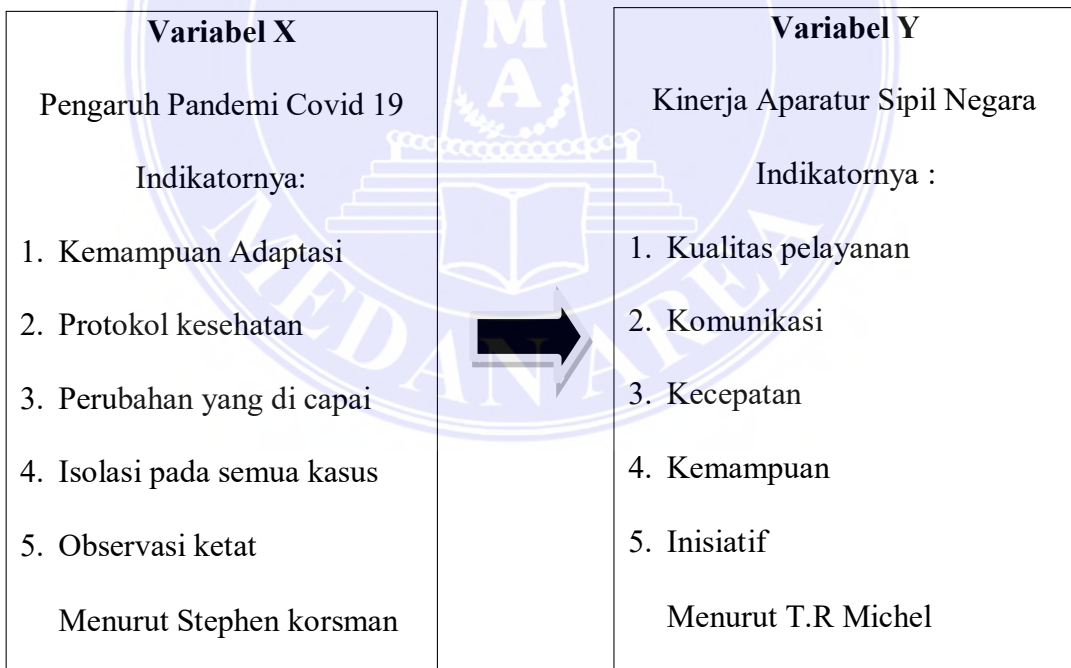 Variabel X
Pengaruh Pandemi Covid 19
Indikatornya:
1. Kemampuan Adaptasi
2. Protokol kesehatan
3. Perubahan yang di capai
4. Isolasi pada semua kasus
5. Observasi ketat
Menurut Stephen korsman
Variabel Y
Kinerja Aparatur Sipil Negara
Indikatornya :
1. Kualitas pelayanan
2. Komunikasi
3. Kecepatan
4. Kemampuan
5. Inisiatif
Menurut T.R Michel
M
A
MEDAN AREA